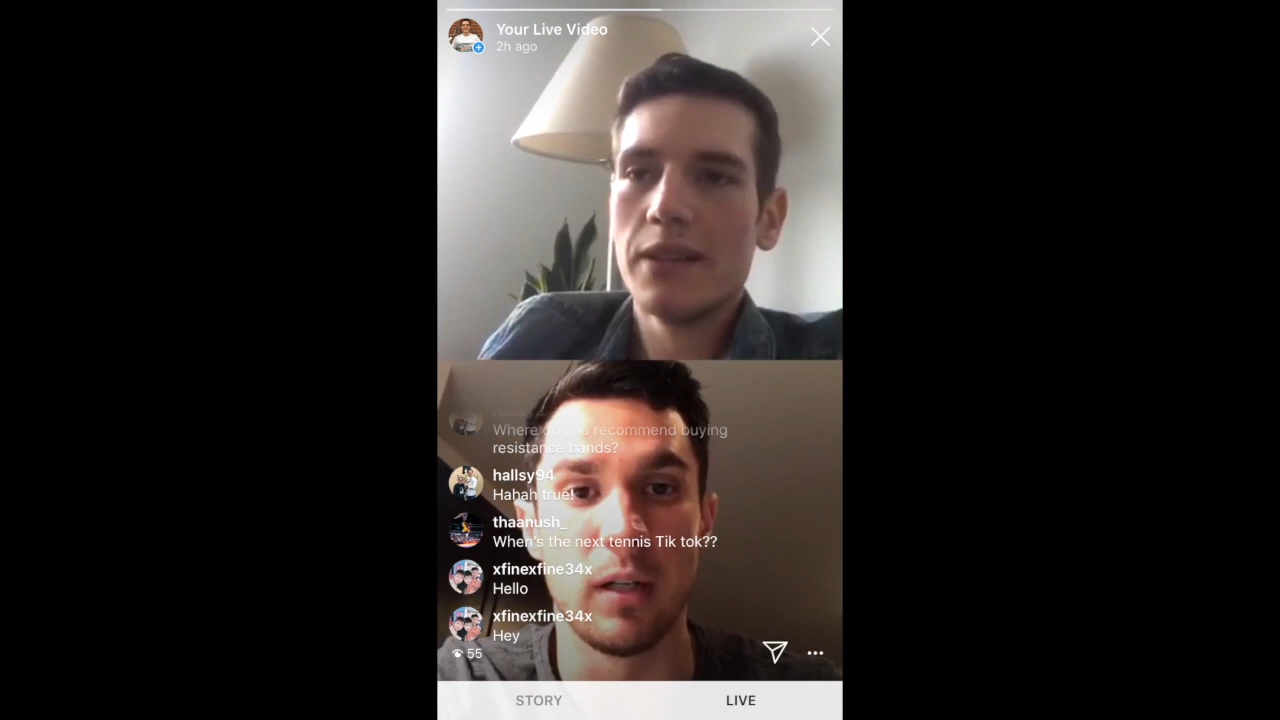 Your Live Video
2h ago
Where do you recommend buying
resistance bands?
hallsy94
Hahah true!
thaanush_
When's the next tennis Tik tok??
xfinexfine34x
Hello
xfinexfine34x
Hey
55
STORY
LIVE